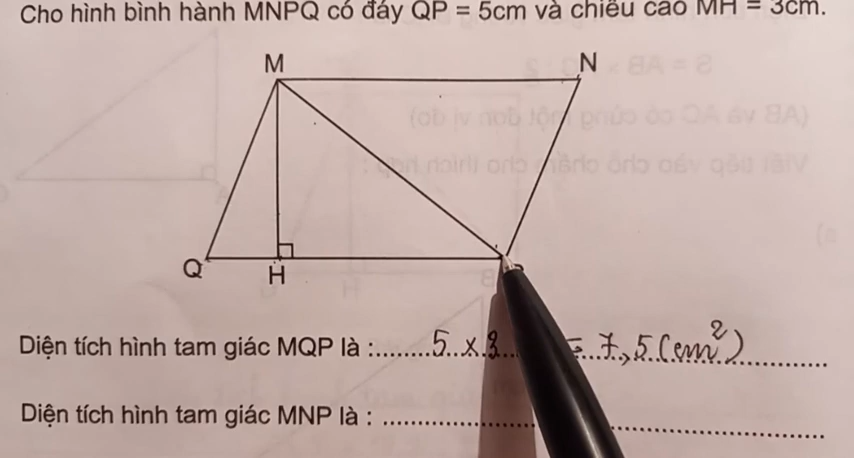 Cho hình bình hành MNPQ có đáy QP = 5cm và chiều cao MH = 3cm.
M
N
Q
H
Diện tích hình tam giác MQP là :........5 x 3 = 7,5 (cm²)
Diện tích hình tam giác MNP là : ........................